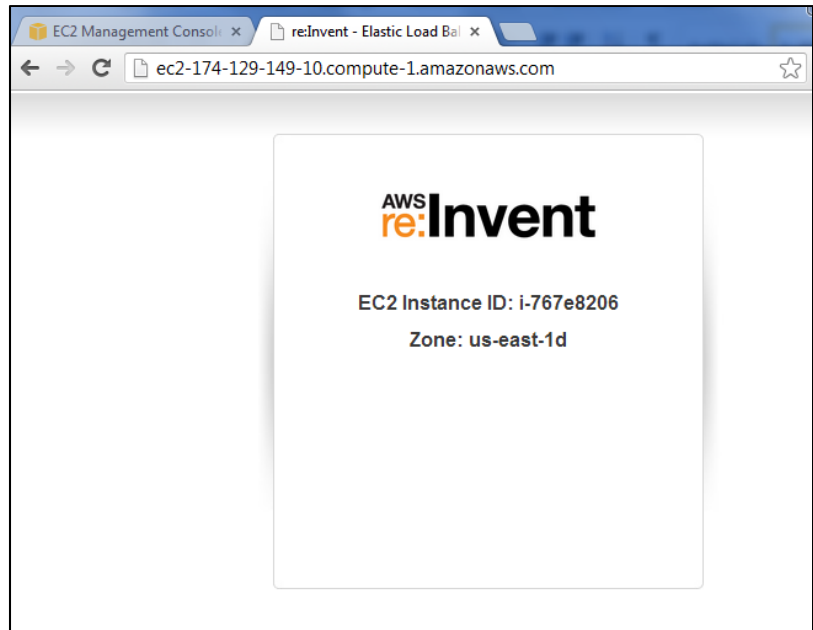 EC2 Management Consol
re:Invent - Elastic Load Bal
ec2-174-129-149-10.compute-1.amazonaws.com
AWS
re:Invent
EC2 Instance ID: i-767e8206
Zone: us-east-1d